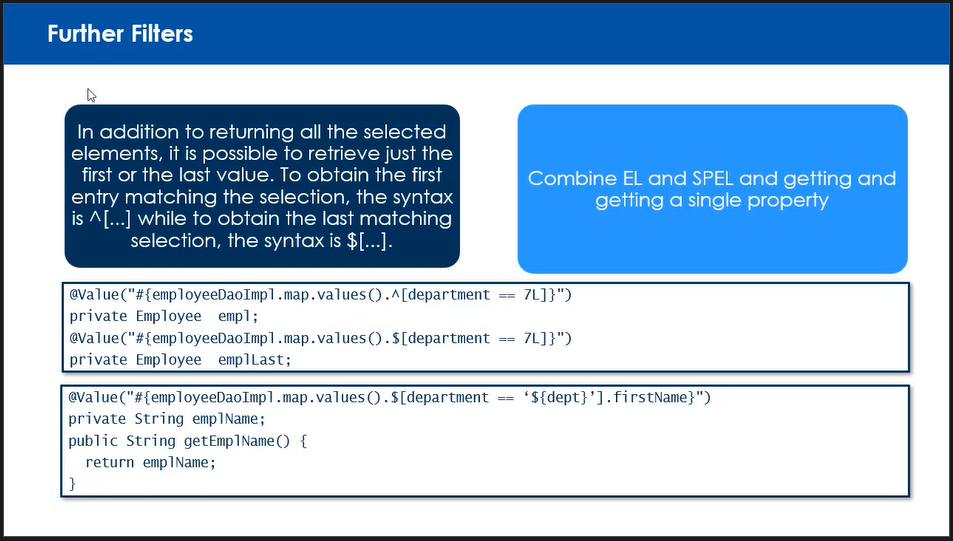 Further Filters
In addition to returning all the selected
elements, it is possible to retrieve just the
first or the last value. To obtain the first
entry matching the selection, the syntax
is ^[...] while to obtain the last matching
selection, the syntax is $[...].
Combine EL and SPEL and getting and
getting a single property
@Value("#{employeeDaoImpl.map.values().^[department == 7L]}")
private Employee  empl;
@Value("#{employeeDaoImpl.map.values().$[department == 7L]}")
private Employee  emplLast;
@Value("#{employeeDaoImpl.map.values().$[department == ‘${dept}’].firstName}")
private String emplName;
public String getEmplName() {
  return emplName;
}